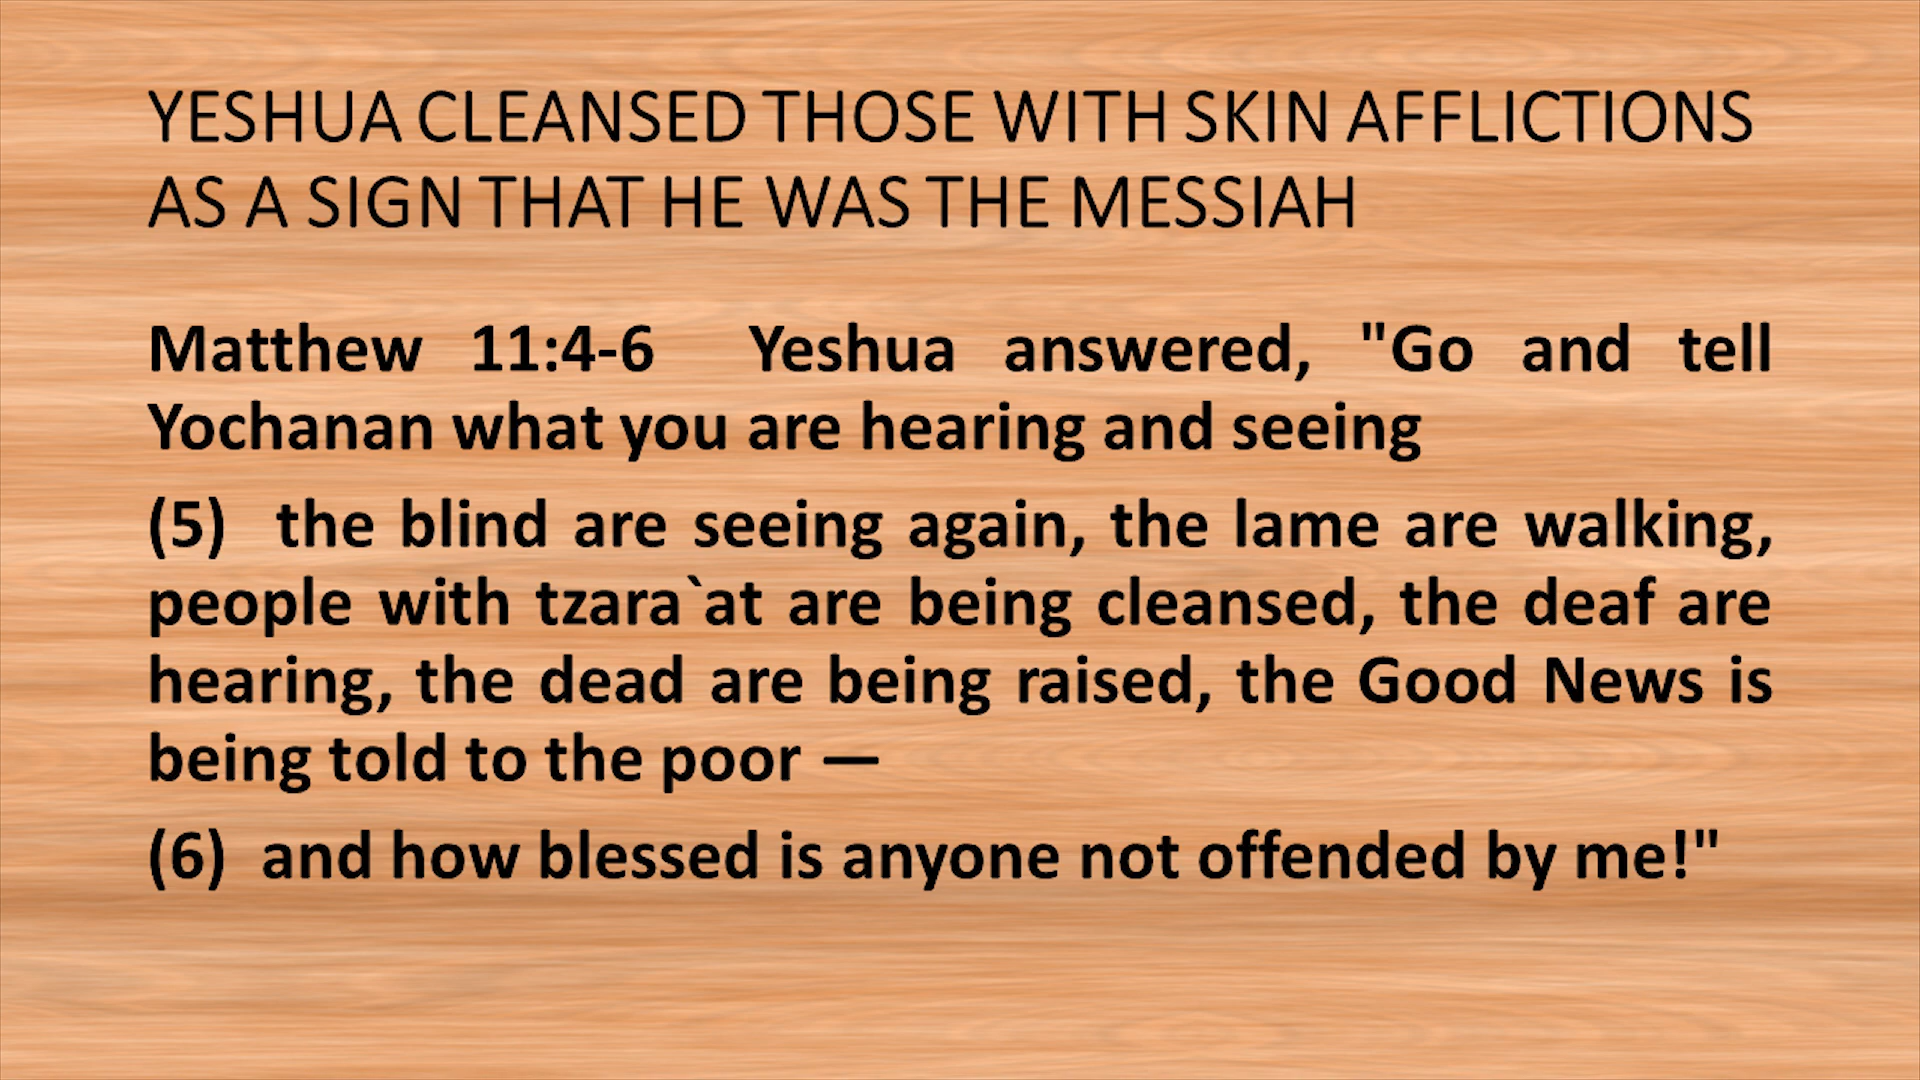 YESHUA CLEANSED THOSE WITH SKIN AFFLICTIONS
AS A SIGN THAT HE WAS THE MESSIAH
Matthew 11:4-6 Yeshua answered, "Go and tell
Yochanan what you are hearing and seeing
(5) the blind are seeing again, the lame are walking,
people with tzara`at are being cleansed, the deaf are
hearing, the dead are being raised, the Good News is
being told to the poor —
(6) and how blessed is anyone not offended by me!"